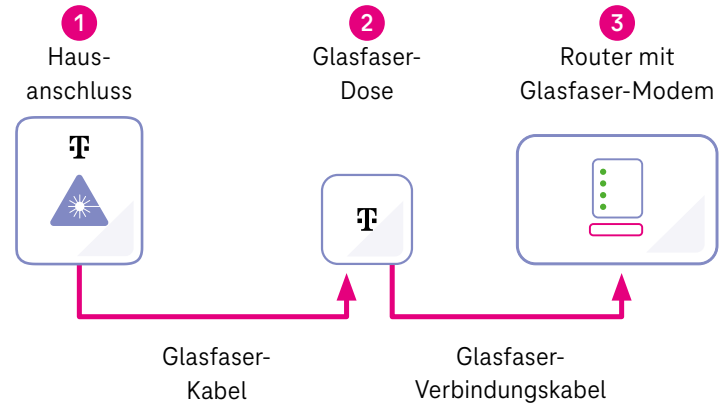 1
Haus-
anschluss
2
Glasfaser-
Dose
3
Router mit
Glasfaser-Modem
T
T
Glasfaser-
Kabel
Glasfaser-
Verbindungskabel